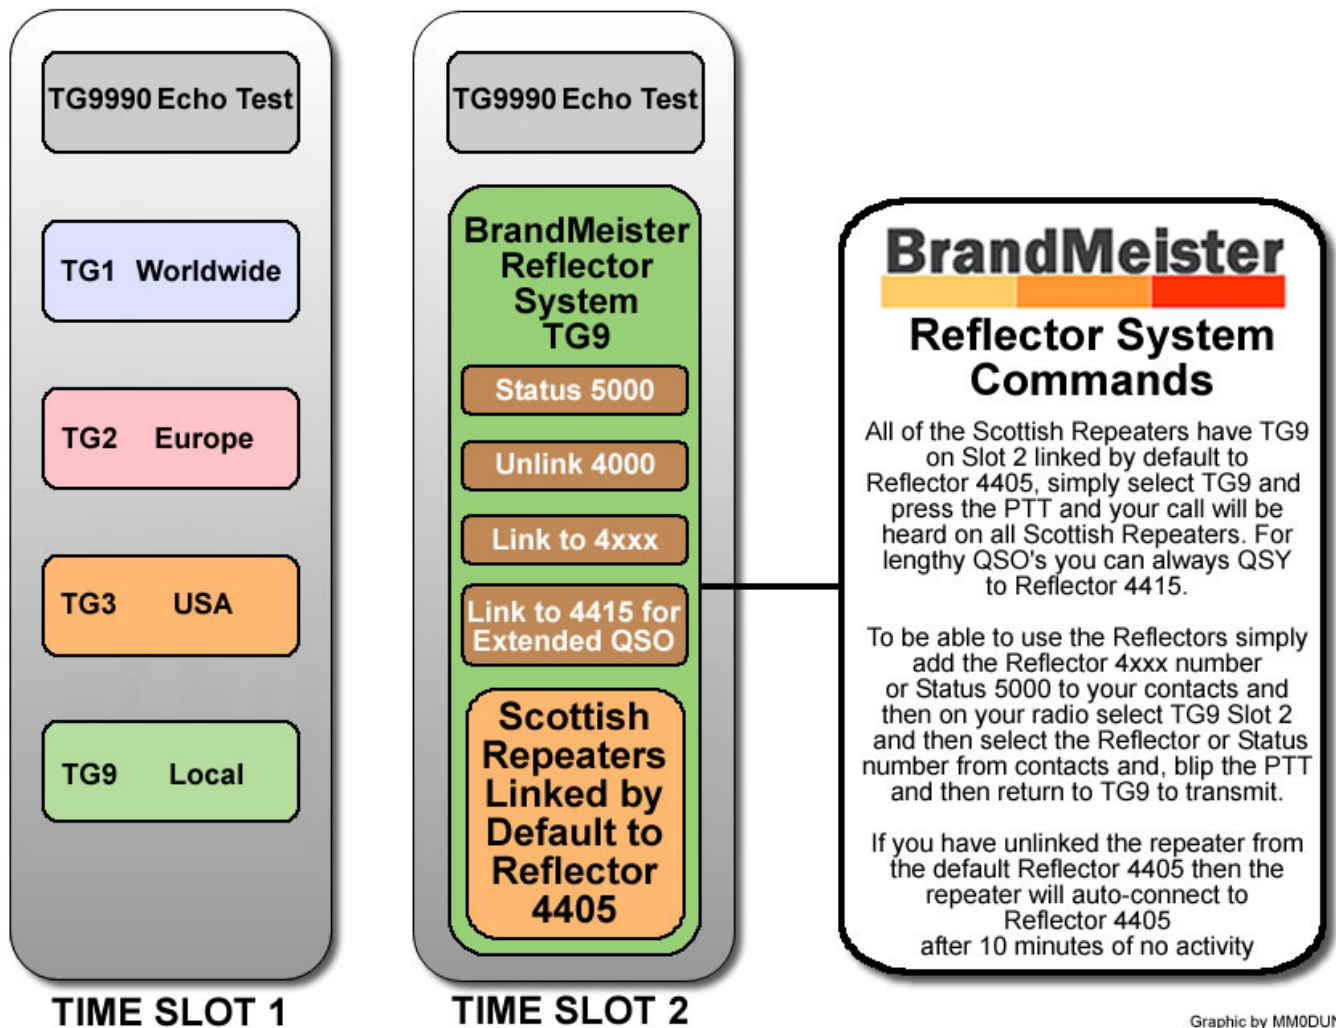 TG9990 Echo Test
TG1 Worldwide
TG2 Europe
TG3 USA
TG9 Local
TIME SLOT 1
TG9990 Echo Test
BrandMeister
Reflector
System
TG9
Status 5000
Unlink 4000
Link to 4xxx
Link to 4415 for
Extended QSO
Scottish
Repeaters
Linked by
Default to
Reflector
4405
TIME SLOT 2
BrandMeister
Reflector System
Commands
All of the Scottish Repeaters have TG9
on Slot 2 linked by default to
Reflector 4405, simply select TG9 and
press the PTT and your call will be
heard on all Scottish Repeaters. For
lengthy QSO's you can always QSY
to Reflector 4415.
To be able to use the Reflectors simply
add the Reflector 4xxx number
or Status 5000 to your contacts and
then on your radio select TG9 Slot 2
and then select the Reflector or Status
number from contacts and, blip the PTT
and then return to TG9 to transmit.
If you have unlinked the repeater from
the default Reflector 4405 then the
repeater will auto-connect to
Reflector 4405
after 10 minutes of no activity
Graphic by MM0DUN